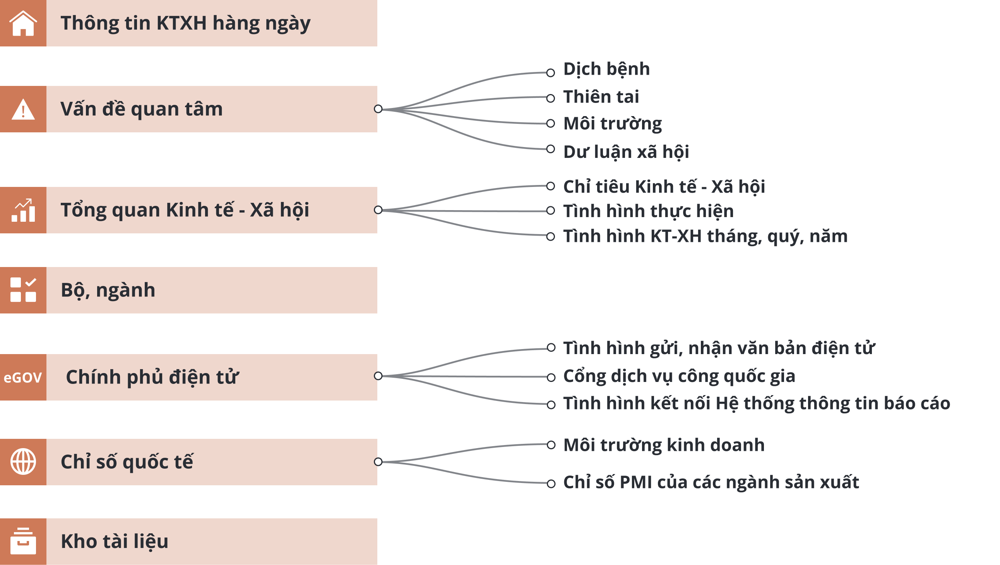 Thông tin KTXH hàng ngày
Vấn đề quan tâm
Dịch bệnh
Thiên tai
Môi trường
Dư luận xã hội
Tổng quan Kinh tế - Xã hội
Chỉ tiêu Kinh tế - Xã hội
Tình hình thực hiện
Tình hình KT-XH tháng, quý, năm
Bộ, ngành
eGOV
Chính phủ điện tử
Tình hình gửi, nhận văn bản điện tử
Cổng dịch vụ công quốc gia
Tình hình kết nối Hệ thống thông tin báo cáo
Chỉ số quốc tế
Môi trường kinh doanh
Chỉ số PMI của các ngành sản xuất
Kho tài liệu